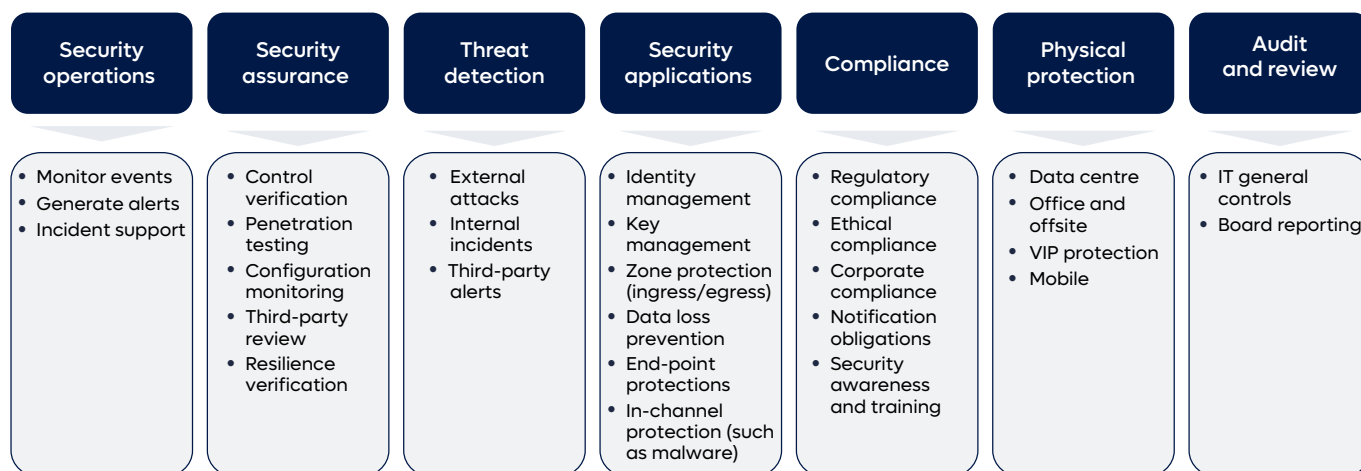 Security
operations
Security
assurance
Threat
detection
Security
applications
Compliance
Physical
protection
Audit
and review
• Monitor events
• Generate alerts
• Incident support
• Control
verification
• Penetration
testing
• Configuration
monitoring
• Third-party
review
• Resilience
verification
• External
attacks
• Internal
incidents
• Third-party
alerts
• Identity
management
• Key
management
• Zone protection
(ingress/egress)
• Data loss
prevention
• End-point
protections
• In-channel
protection (such
as malware)
• Regulatory
compliance
• Ethical
compliance
• Corporate
compliance
• Notification
obligations
• Security
awareness
and training
• Data centre
• Office and
offsite
• VIP protection
• Mobile
• IT general
controls
• Board reporting